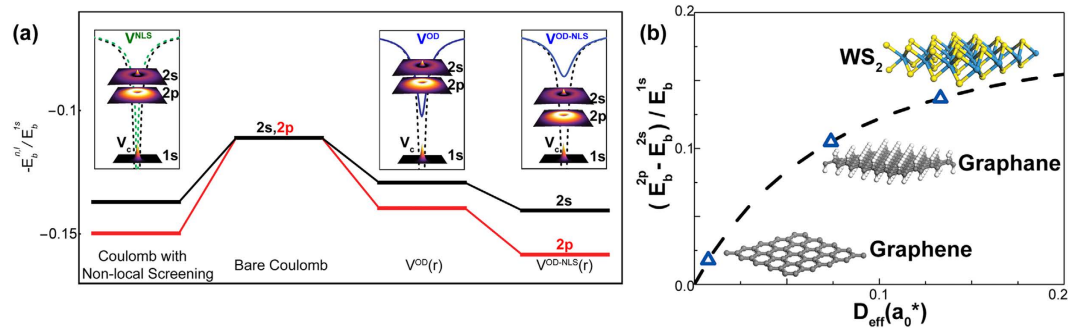 (a)
-E_b^{n,l}/E_b^{1s}
−0.1
−0.15
V^{NLS}
2s
2p
V_c
1s
V^{OD}
2s
2p
V_c
1s
V^{OD-NLS}
2s
2p
V_c
1s
2s,2p
2s
2p
Coulomb with
Non-local Screening
Bare Coulomb
V^{OD}(r)
V^{OD-NLS}(r)
(b)
(E_b^{2p} - E_b^{2s}) / E_b^{1s}
0.2
0.1
0.0
0.1
0.2
D_{eff}(a_0*)
WS_2
Graphane
Graphene